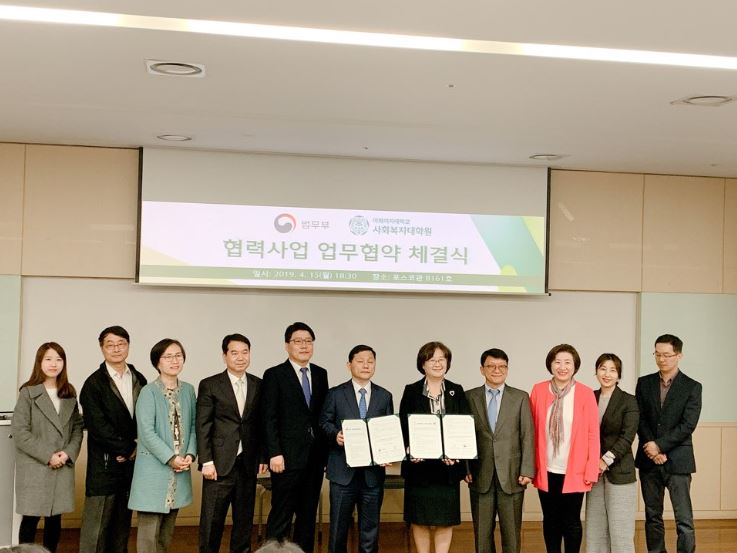 법무부
이화여자대학교
사회복지대학원
협력사업 업무협약 체결식
일시: 2019. 4. 15(월) 18:30 장소: 포스코관 B161호